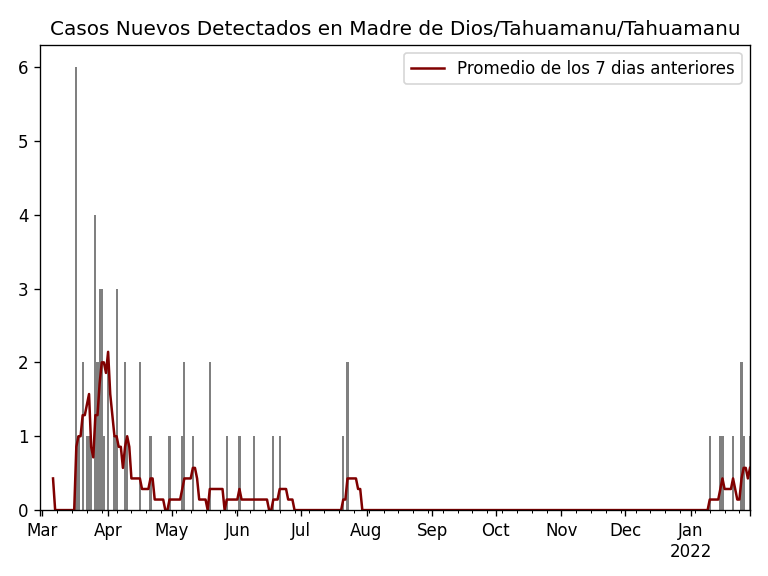 Casos Nuevos Detectados en Madre de Dios/Tahuamanu/Tahuamanu
Promedio de los 7 dias anteriores
6
5
4
3
2
1
0
Mar Apr May Jun Jul Aug Sep Oct Nov Dec Jan
2022